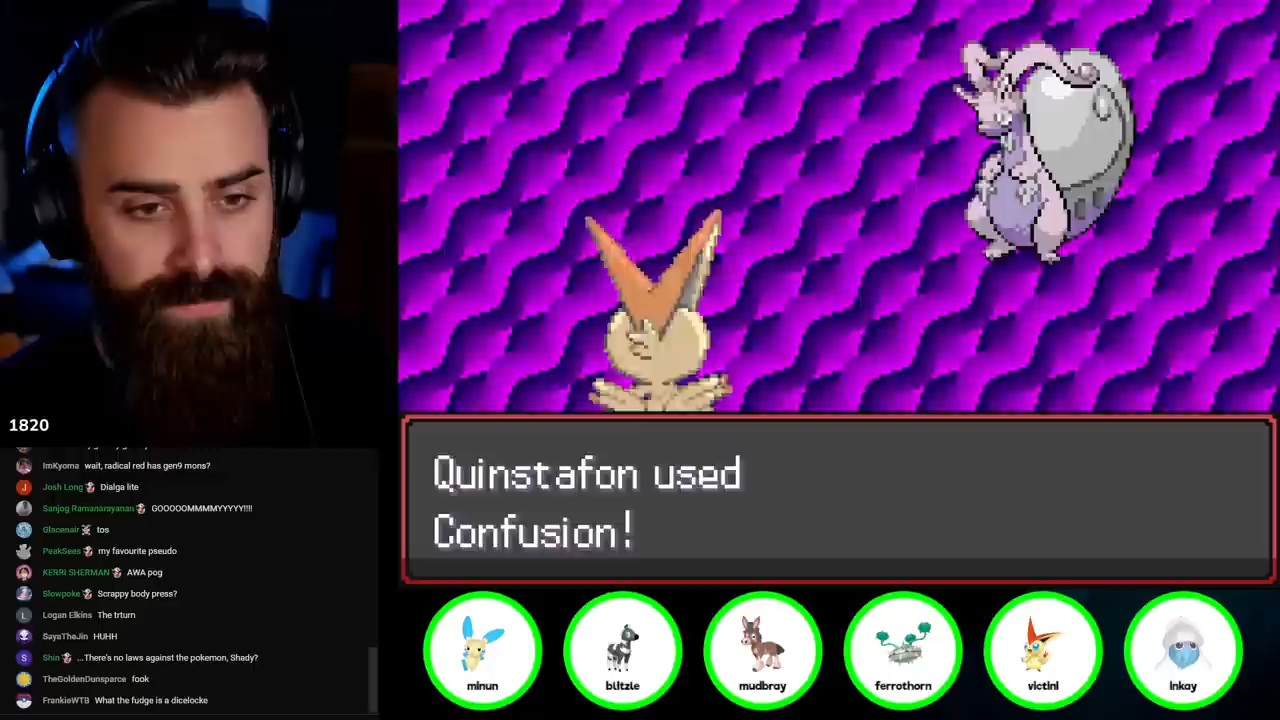 1820
ImKyoma wait, radical red has gen9 mons?
Josh Long Dialga lite
Sanjog Ramanarayanan GOOOOOMMMMYYYYY!!!!
Glacenair tos
PeakSees my favourite pseudo
KERRI SHERMAN AWA pog
Slowpoke Scrappy body press?
Logan Elkins The trturn
SayaTheJin HUHH
Shin ...There's no laws against the pokemon, Shady?
TheGoldenDunsparce fook
FrankieWTB What the fudge is a dicelocke
Quinstafon used
Confusion!
minun
blitzle
mudbray
ferrothorn
victini
inkay